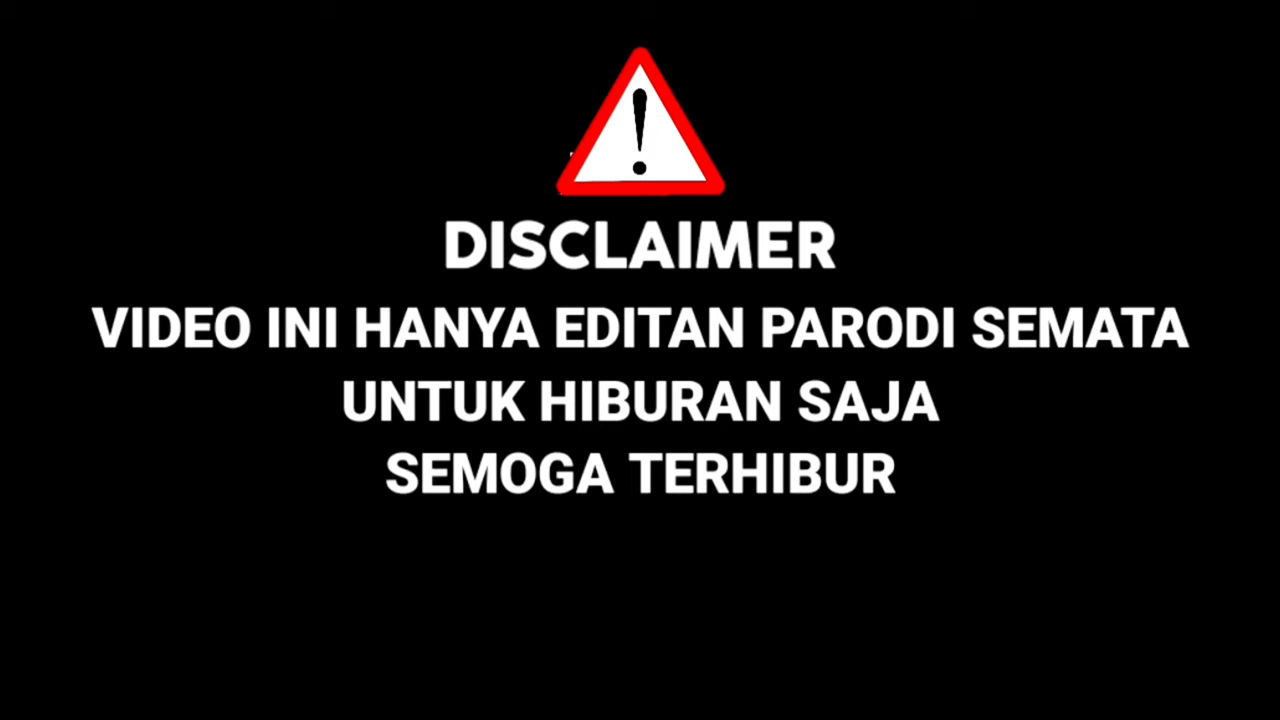 DISCLAIMER
VIDEO INI HANYA EDITAN PARODI SEMATA
UNTUK HIBURAN SAJA
SEMOGA TERHIBUR